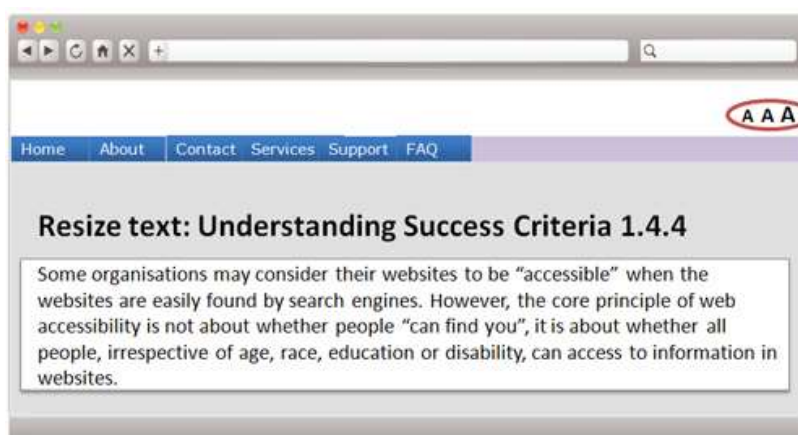 A A A
Home About Contact Services Support FAQ
Resize text: Understanding Success Criteria 1.4.4
Some organisations may consider their websites to be “accessible” when the
websites are easily found by search engines. However, the core principle of web
accessibility is not about whether people “can find you”, it is about whether all
people, irrespective of age, race, education or disability, can access to information in
websites.